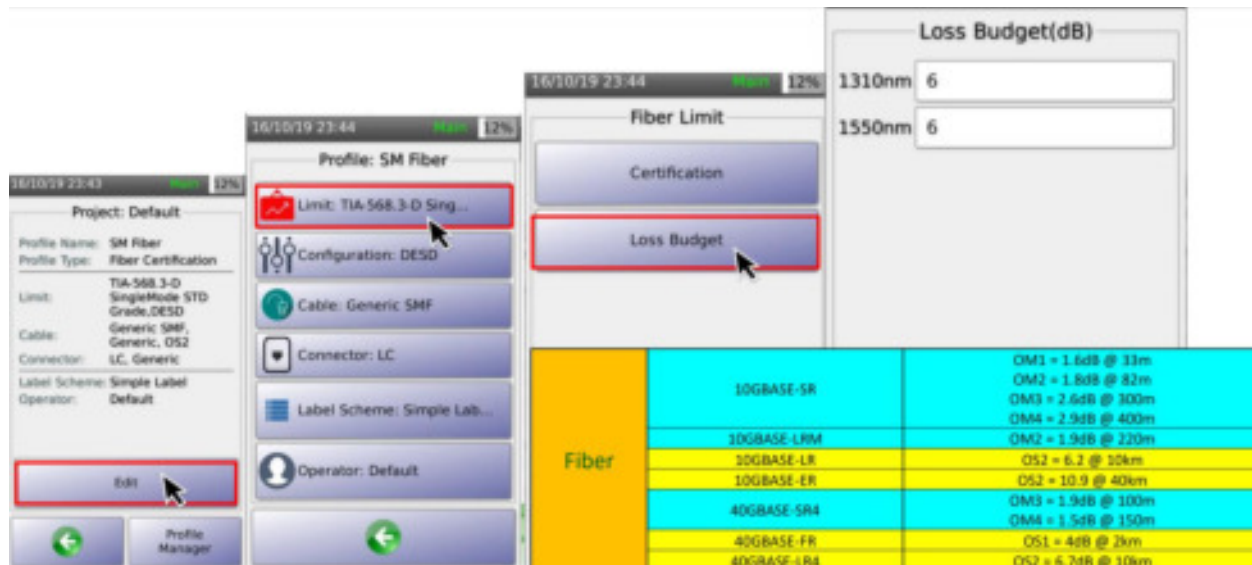 16/10/19 23:43 Main 12%
Project: Default
Profile Name: SM Fiber
Profile Type: Fiber Certification
Limit: TIA-568.3-D SingleMode STD Grade,DESD
Cable: Generic SMF, Generic, OS2
Connector: LC, Generic
Label Scheme: Simple Label
Operator: Default
Edit
Profile Manager
16/10/19 23:44 Main 12%
Profile: SM Fiber
Limit: TIA-568.3-D Sing...
Configuration: DESD
Cable: Generic SMF
Connector: LC
Label Scheme: Simple Lab...
Operator: Default
16/10/19 23:44 Main 12%
Fiber Limit
Certification
Loss Budget
Loss Budget(dB)
1310nm 6
1550nm 6
Fiber
10GBASE-SR
OM1 = 1.6dB @ 33m
OM2 = 1.8dB @ 82m
OM3 = 2.6dB @ 300m
OM4 = 2.9dB @ 400m
10GBASE-LRM OM2 = 1.9dB @ 220m
10GBASE-LR OS2 = 6.2 @ 10km
10GBASE-ER OS2 = 10.9 @ 40km
40GBASE-SR4
OM3 = 1.9dB @ 100m
OM4 = 1.5dB @ 150m
40GBASE-FR OS1 = 4dB @ 2km
40GBASE-LR4 OS2 = 6.7dB @ 10km